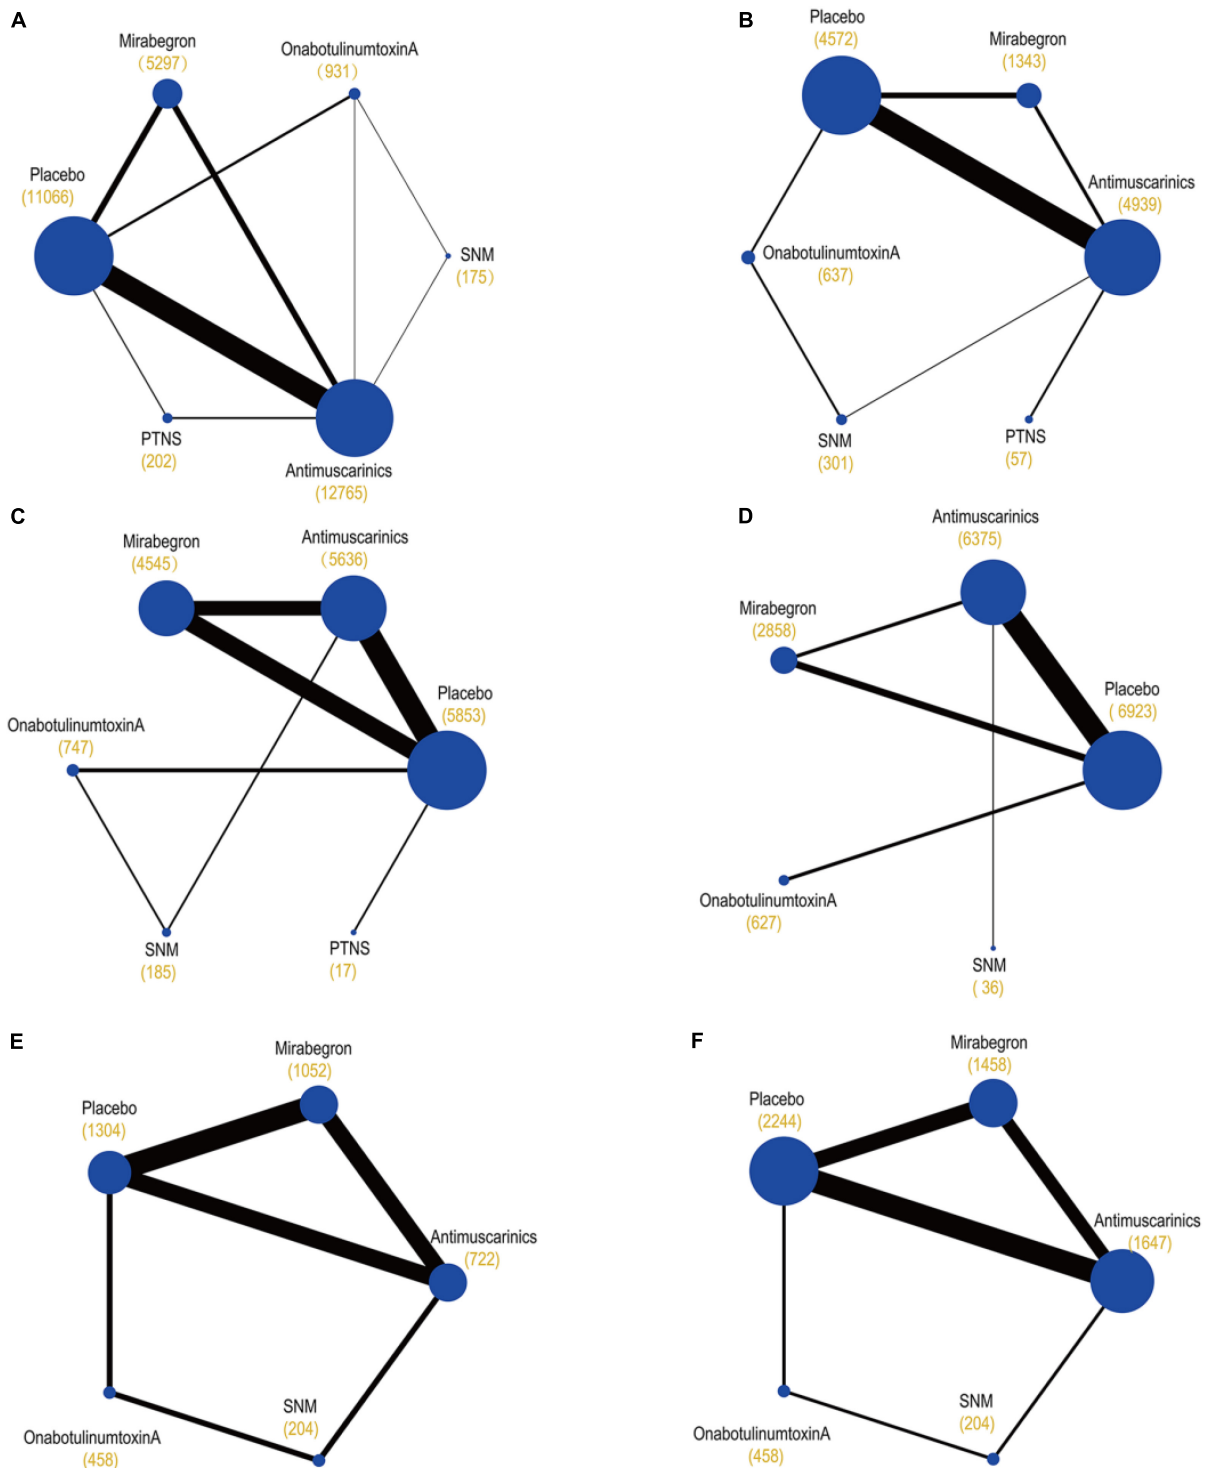 A
Mirabegron
(5297)
OnabotulinumtoxinA
(931)
Placebo
(11066)
SNM
(175)
PTNS
(202)
Antimuscarinics
(12765)
B
Placebo
(4572)
Mirabegron
(1343)
Antimuscarinics
(4939)
OnabotulinumtoxinA
(637)
SNM
(301)
PTNS
(57)
C
Mirabegron
(4545)
Antimuscarinics
(5636)
Placebo
(5853)
OnabotulinumtoxinA
(747)
SNM
(185)
PTNS
(17)
D
Antimuscarinics
(6375)
Mirabegron
(2858)
Placebo
( 6923)
OnabotulinumtoxinA
(627)
SNM
( 36)
E
Mirabegron
(1052)
Placebo
(1304)
Antimuscarinics
(722)
SNM
(204)
OnabotulinumtoxinA
(458)
F
Mirabegron
(1458)
Placebo
(2244)
Antimuscarinics
(1647)
SNM
(204)
OnabotulinumtoxinA
(458)